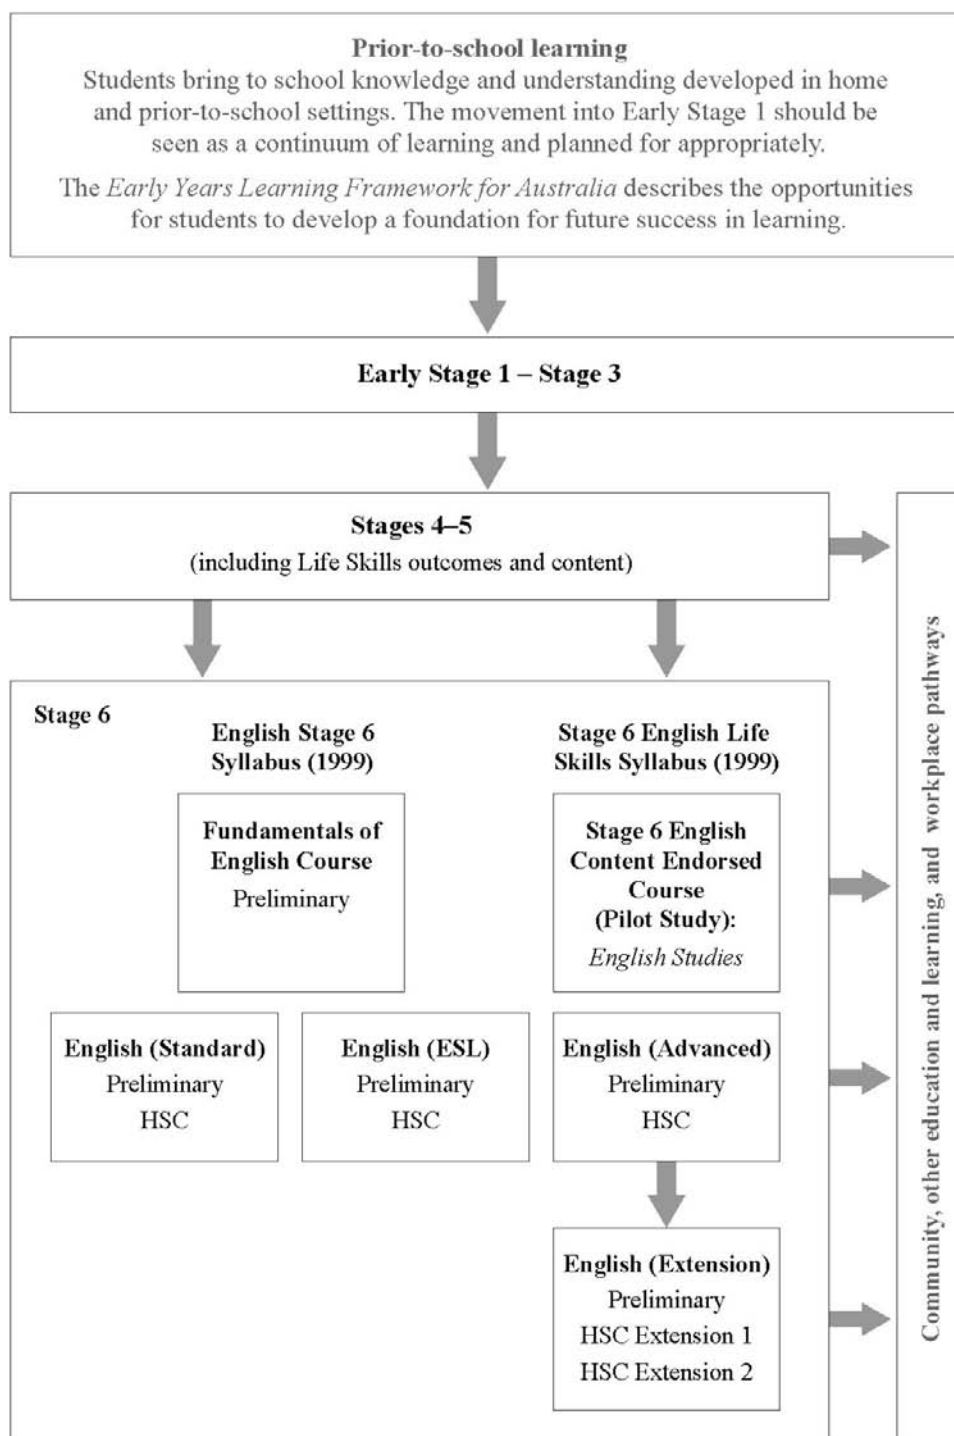 Prior-to-school learning
Students bring to school knowledge and understanding developed in home
and prior-to-school settings. The movement into Early Stage 1 should be
seen as a continuum of learning and planned for appropriately.
The Early Years Learning Framework for Australia describes the opportunities
for students to develop a foundation for future success in learning.
Early Stage 1 – Stage 3
Stages 4–5
(including Life Skills outcomes and content)
Stage 6
English Stage 6
Syllabus (1999)
Stage 6 English Life
Skills Syllabus (1999)
Fundamentals of
English Course
Preliminary
Stage 6 English
Content Endorsed
Course
(Pilot Study):
English Studies
English (Standard)
Preliminary
HSC
English (ESL)
Preliminary
HSC
English (Advanced)
Preliminary
HSC
English (Extension)
Preliminary
HSC Extension 1
HSC Extension 2
Community, other education and learning, and workplace pathways